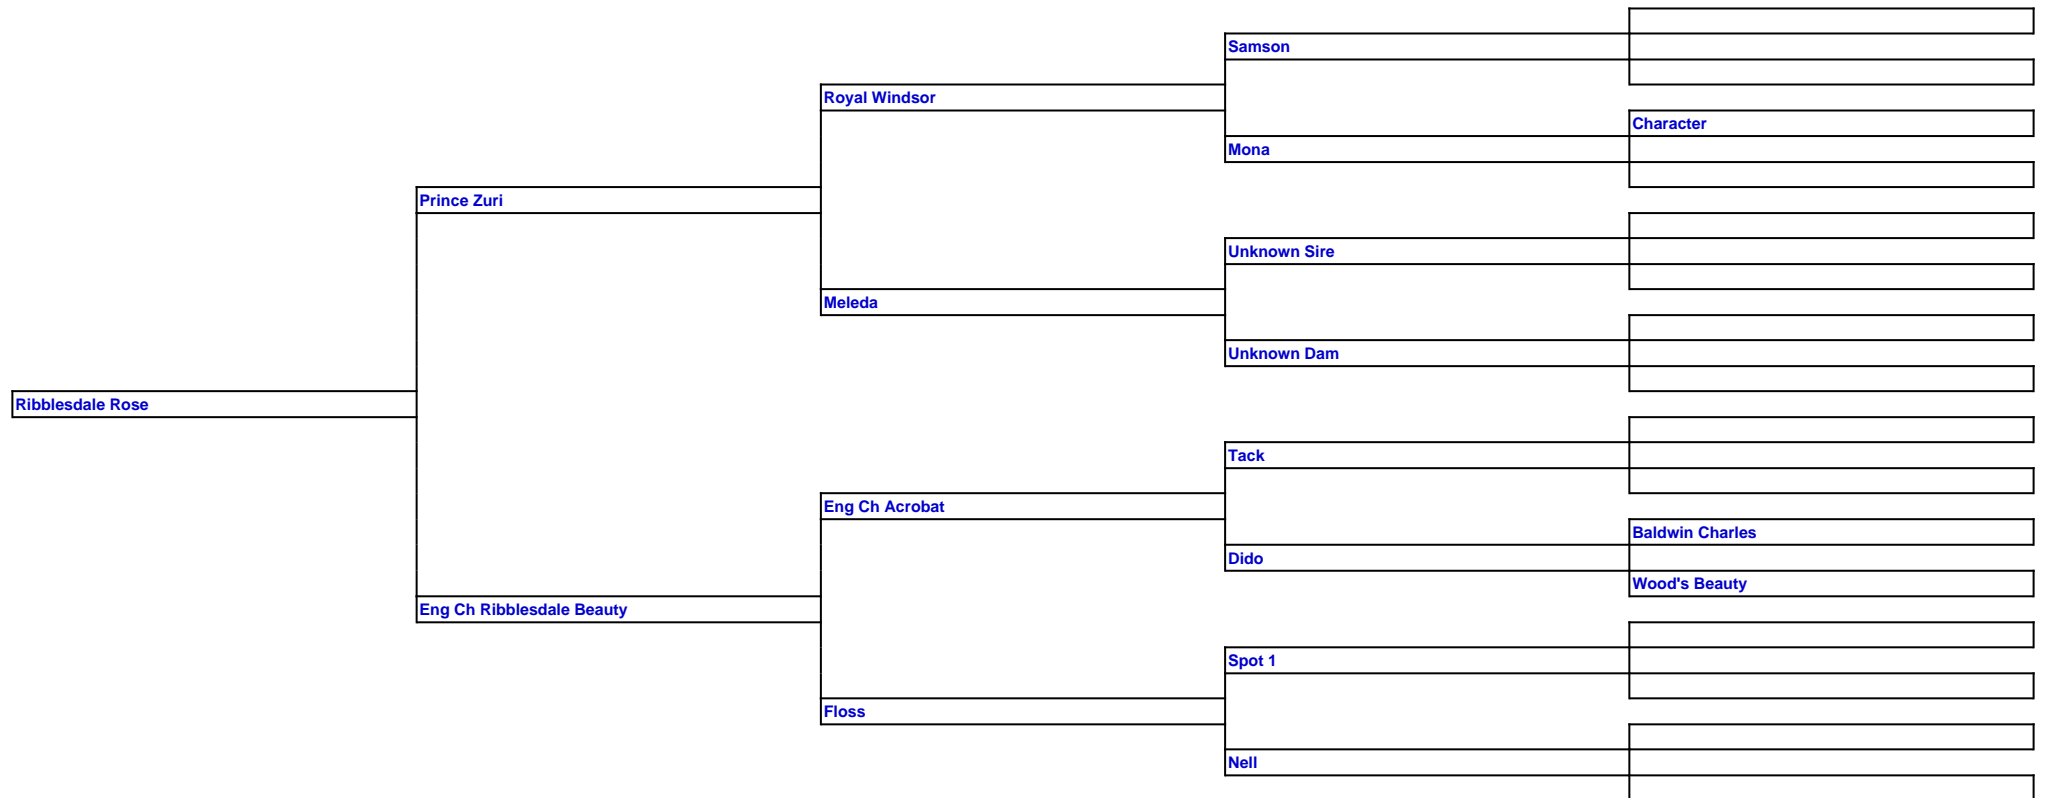 Samson
Royal Windsor
Character
Mona
Prince Zuri
Unknown Sire
Meleda
Unknown Dam
Ribblesdale Rose
Tack
Eng Ch Acrobat
Baldwin Charles
Dido
Wood's Beauty
Eng Ch Ribblesdale Beauty
Spot 1
Floss
Nell